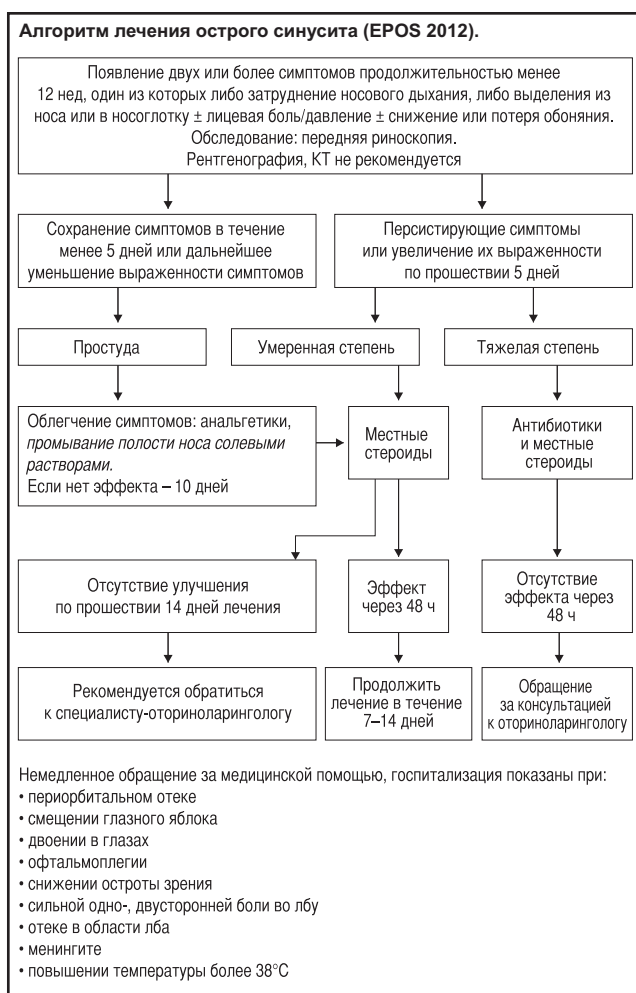 Алгоритм лечения острого синусита (EPOS 2012).
Появление двух или более симптомов продолжительностью менее
12 нед, один из которых либо затруднение носового дыхания, либо выделения из
носа или в носоглотку ± лицевая боль/давление ± снижение или потеря обоняния.
Обследование: передняя риноскопия.
Рентгенография, КТ не рекомендуется
Сохранение симптомов в течение
менее 5 дней или дальнейшее
уменьшение выраженности симптомов
Персистирующие симптомы
или увеличение их выраженности
по прошествии 5 дней
Простуда
Умеренная степень
Тяжелая степень
Облегчение симптомов: анальгетики,
промывание полости носа солевыми
растворами.
Если нет эффекта – 10 дней
Местные
стероиды
Антибиотики
и местные
стероиды
Отсутствие улучшения
по прошествии 14 дней лечения
Эффект
через 48 ч
Отсутствие
эффекта через
48 ч
Рекомендуется обратиться
к специалисту-оториноларингологу
Продолжить
лечение в течение
7–14 дней
Обращение
за консультацией
к оториноларингологу
Немедленное обращение за медицинской помощью, госпитализация показаны при:
• периорбитальном отеке
• смещении глазного яблока
• двоении в глазах
• офтальмоплегии
• снижении остроты зрения
• сильной одно-, двусторонней боли во лбу
• отеке в области лба
• менингите
• повышении температуры более 38°С